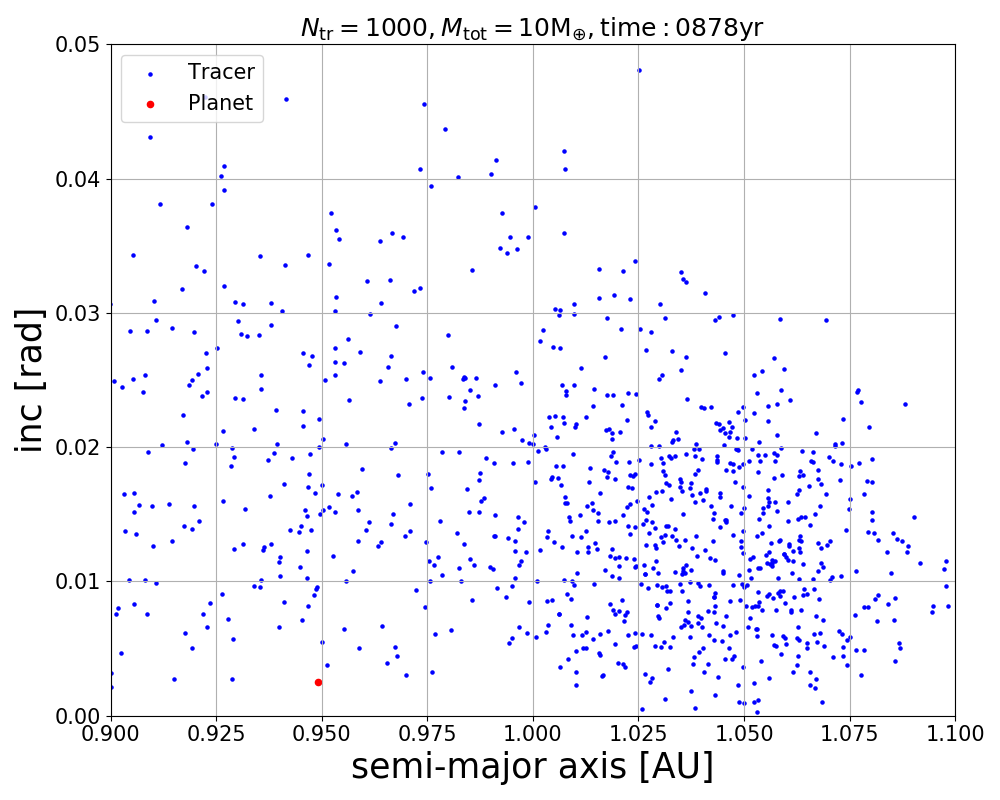 N_tr = 1000, M_tot = 10M_⊕, time : 0878yr
Tracer
Planet
0.05
0.04
0.03
0.02
0.01
0.00
inc [rad]
0.900 0.925 0.950 0.975 1.000 1.025 1.050 1.075 1.100
semi-major axis [AU]